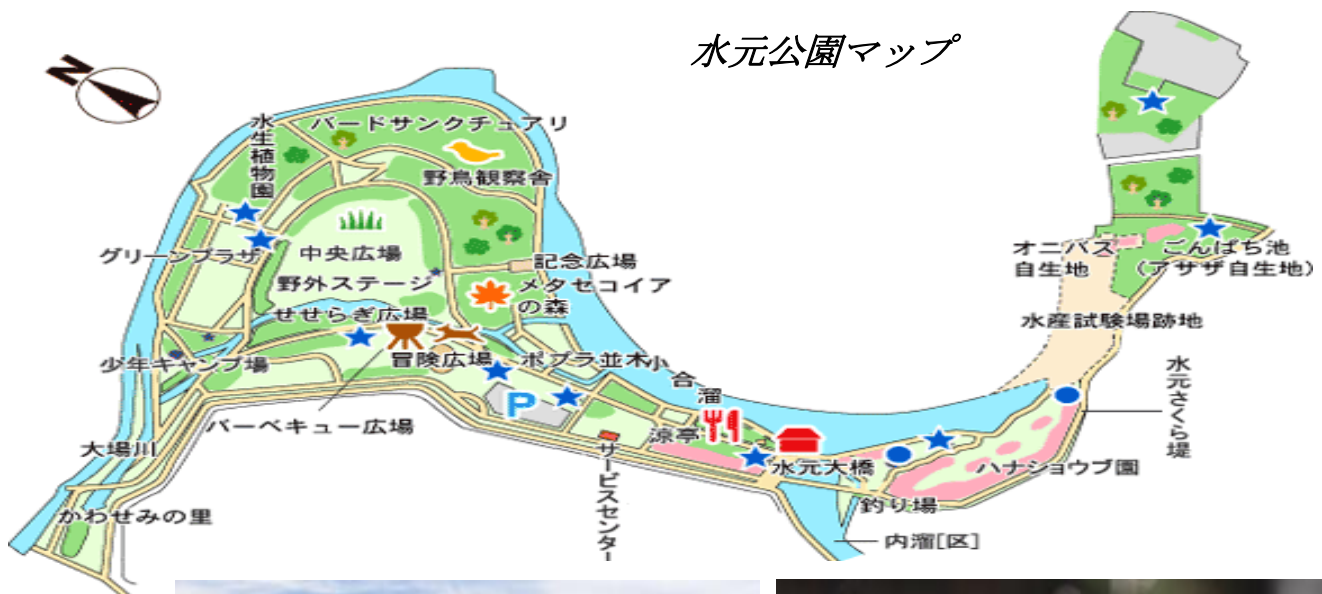 水元公園マップ
N
水生植物園
バードサンクチュアリ
野鳥観察舎
グリーンプラザ
中央広場
野外ステージ
記念広場
メタセコイア
の森
せせらぎ広場
少年キャンプ場
冒険広場
ポプラ並木
小合溜
P
バーベキュー広場
大場川
かわせみの里
サービスセンター
涼亭
水元大橋
釣り場
内溜[区]
ハナショウブ園
水元さくら堤
水産試験場跡地
オニバス
自生地
ごんぱち池
(アサザ自生地)